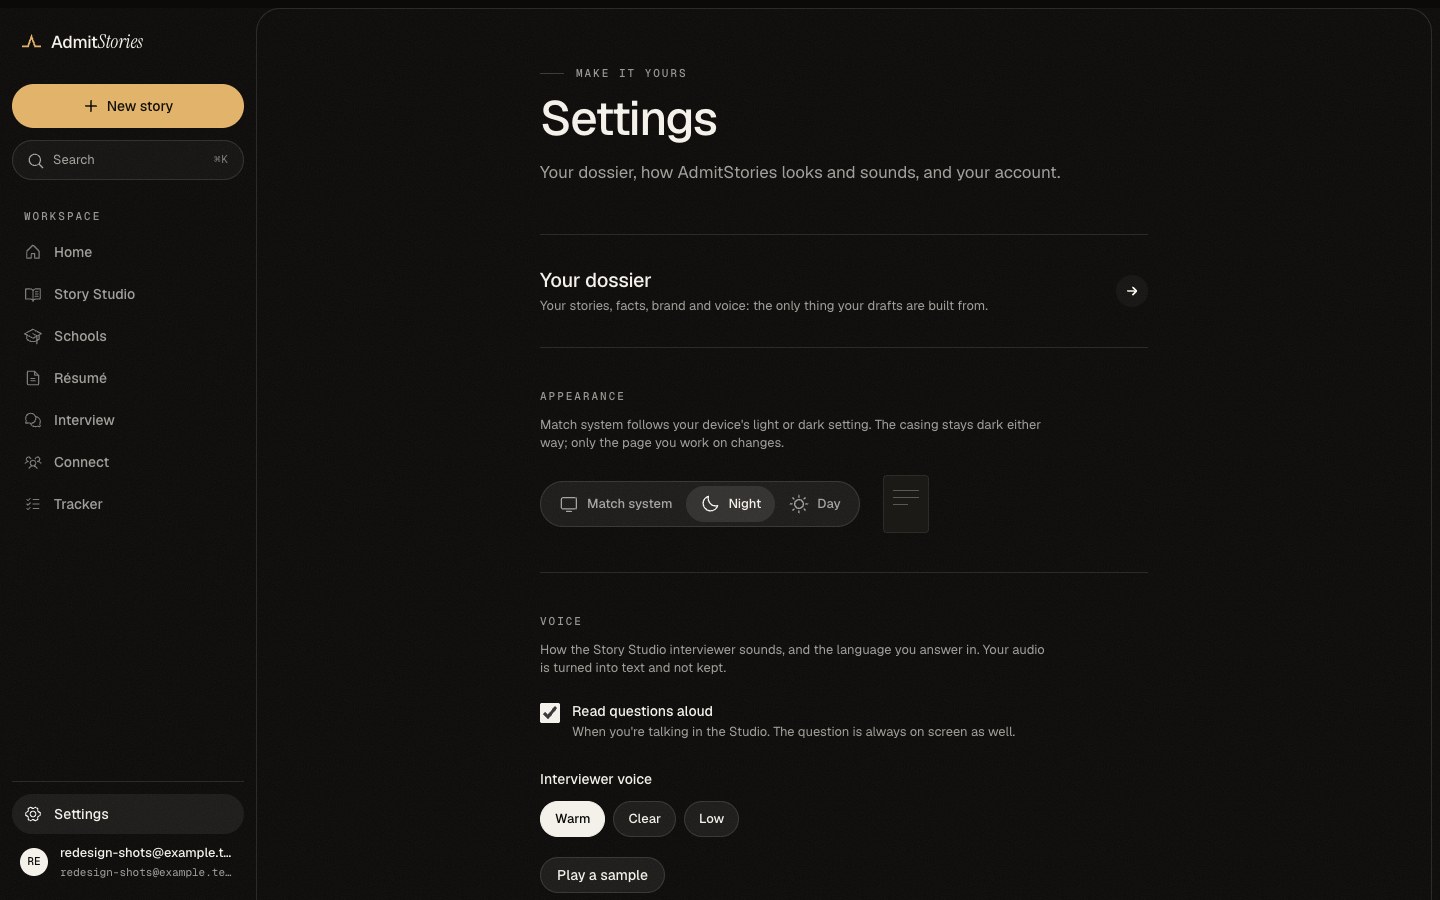 AdmitStories
New story
Search ⌘K
WORKSPACE
Home
Story Studio
Schools
Résumé
Interview
Connect
Tracker
Settings
RE
redesign-shots@example.t…
redesign-shots@example.te…
MAKE IT YOURS
Settings
Your dossier, how AdmitStories looks and sounds, and your account.
Your dossier
Your stories, facts, brand and voice: the only thing your drafts are built from.
APPEARANCE
Match system follows your device's light or dark setting. The casing stays dark either
way; only the page you work on changes.
Match system Night Day
VOICE
How the Story Studio interviewer sounds, and the language you answer in. Your audio
is turned into text and not kept.
Read questions aloud
When you're talking in the Studio. The question is always on screen as well.
Interviewer voice
Warm Clear Low
Play a sample